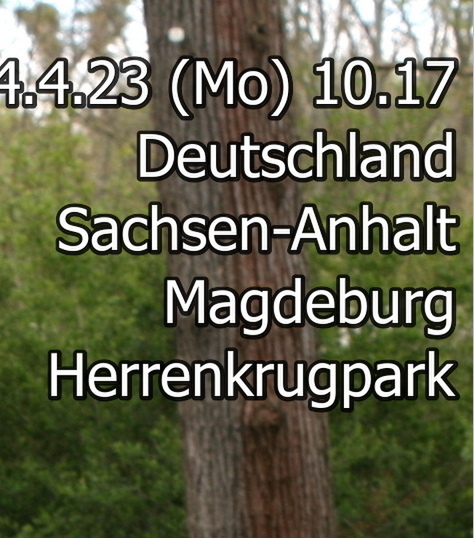 4.4.23 (Mo) 10.17
Deutschland
Sachsen-Anhalt
Magdeburg
Herrenkrugpark